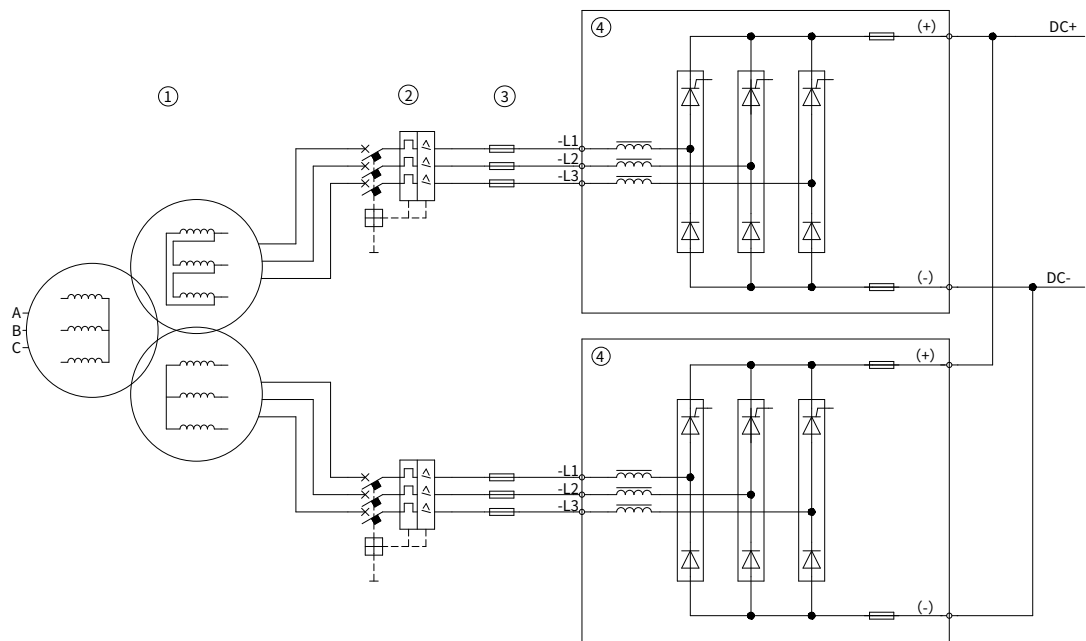 ④
(+)
DC+
①
②
③
-L1
-L2
-L3
(-)
DC-
A
B
C
④
(+)
-L1
-L2
-L3
(-)